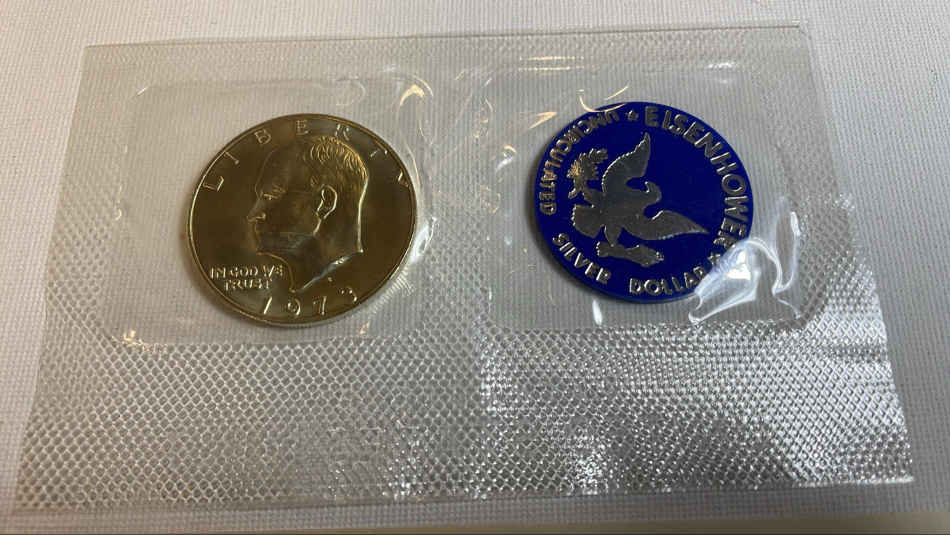 LIBERTY
IN GOD WE
TRUST
1973
EISENHOWER
UNCIRCULATED SILVER DOLLAR